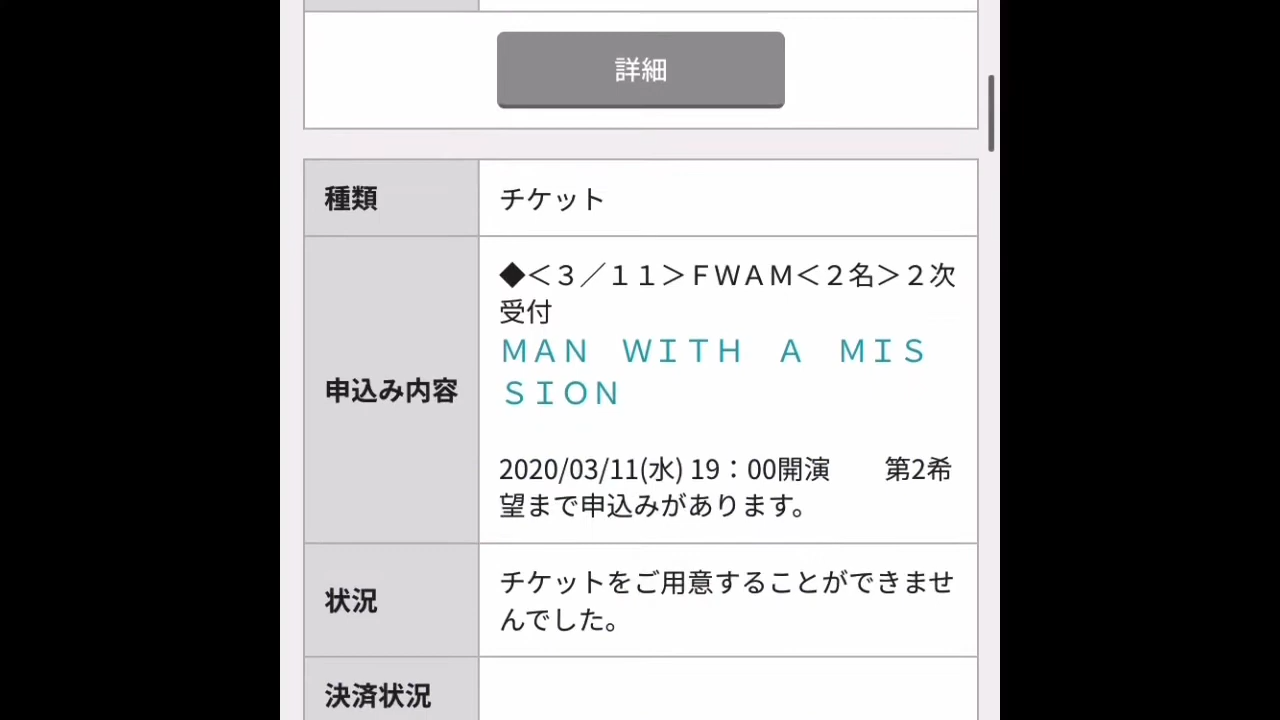 詳細
種類
チケット
申込み内容
◆＜３／１１＞ＦＷＡＭ＜２名＞２次
受付
ＭＡＮ　ＷＩＴＨ　Ａ　ＭＩＳ
ＳＩＯＮ
2020/03/11(水) 19：00開演　　第2希
望まで申込みがあります。
状況
チケットをご用意することができませ
んでした。
決済状況